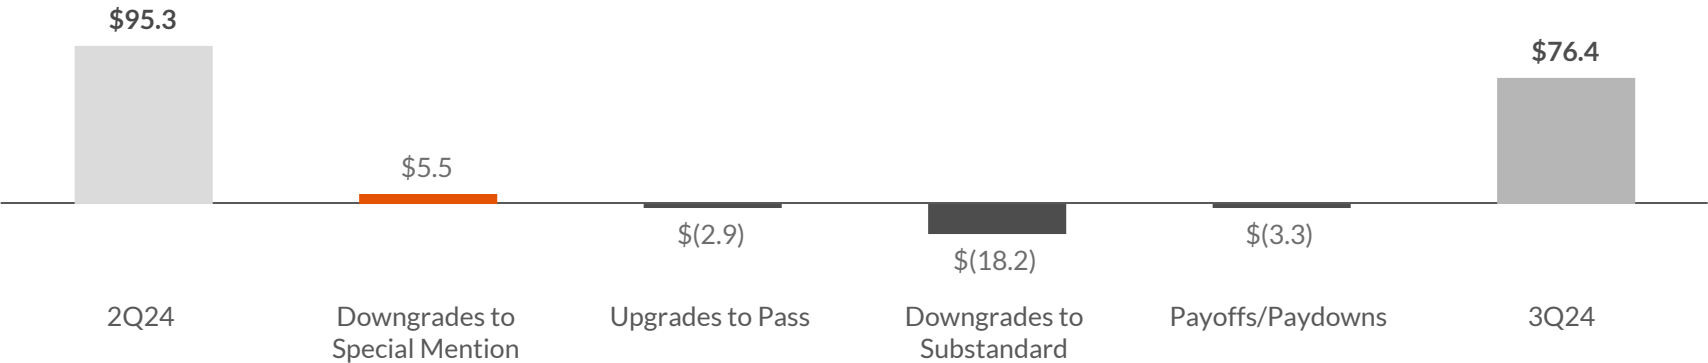 $95.3
$76.4
$5.5
$(2.9)
$(18.2)
$(3.3)
2Q24
Downgrades to
Special Mention
Upgrades to Pass
Downgrades to
Substandard
Payoffs/Paydowns
3Q24